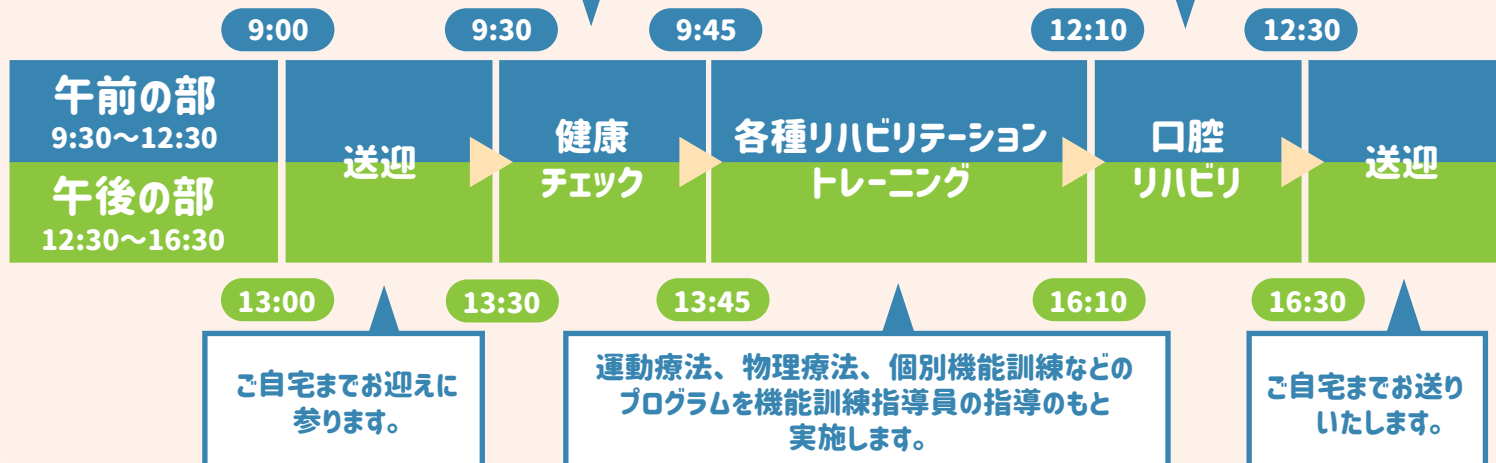 9:00
9:30
9:45
12:10
12:30
午前の部
9:30〜12:30
午後の部
12:30〜16:30
送迎
健康
チェック
各種リハビリテーション
トレーニング
口腔
リハビリ
送迎
13:00
13:30
13:45
16:10
16:30
ご自宅までお迎えに
参ります。
運動療法、物理療法、個別機能訓練などの
プログラムを機能訓練指導員の指導のもと
実施します。
ご自宅までお送り
いたします。